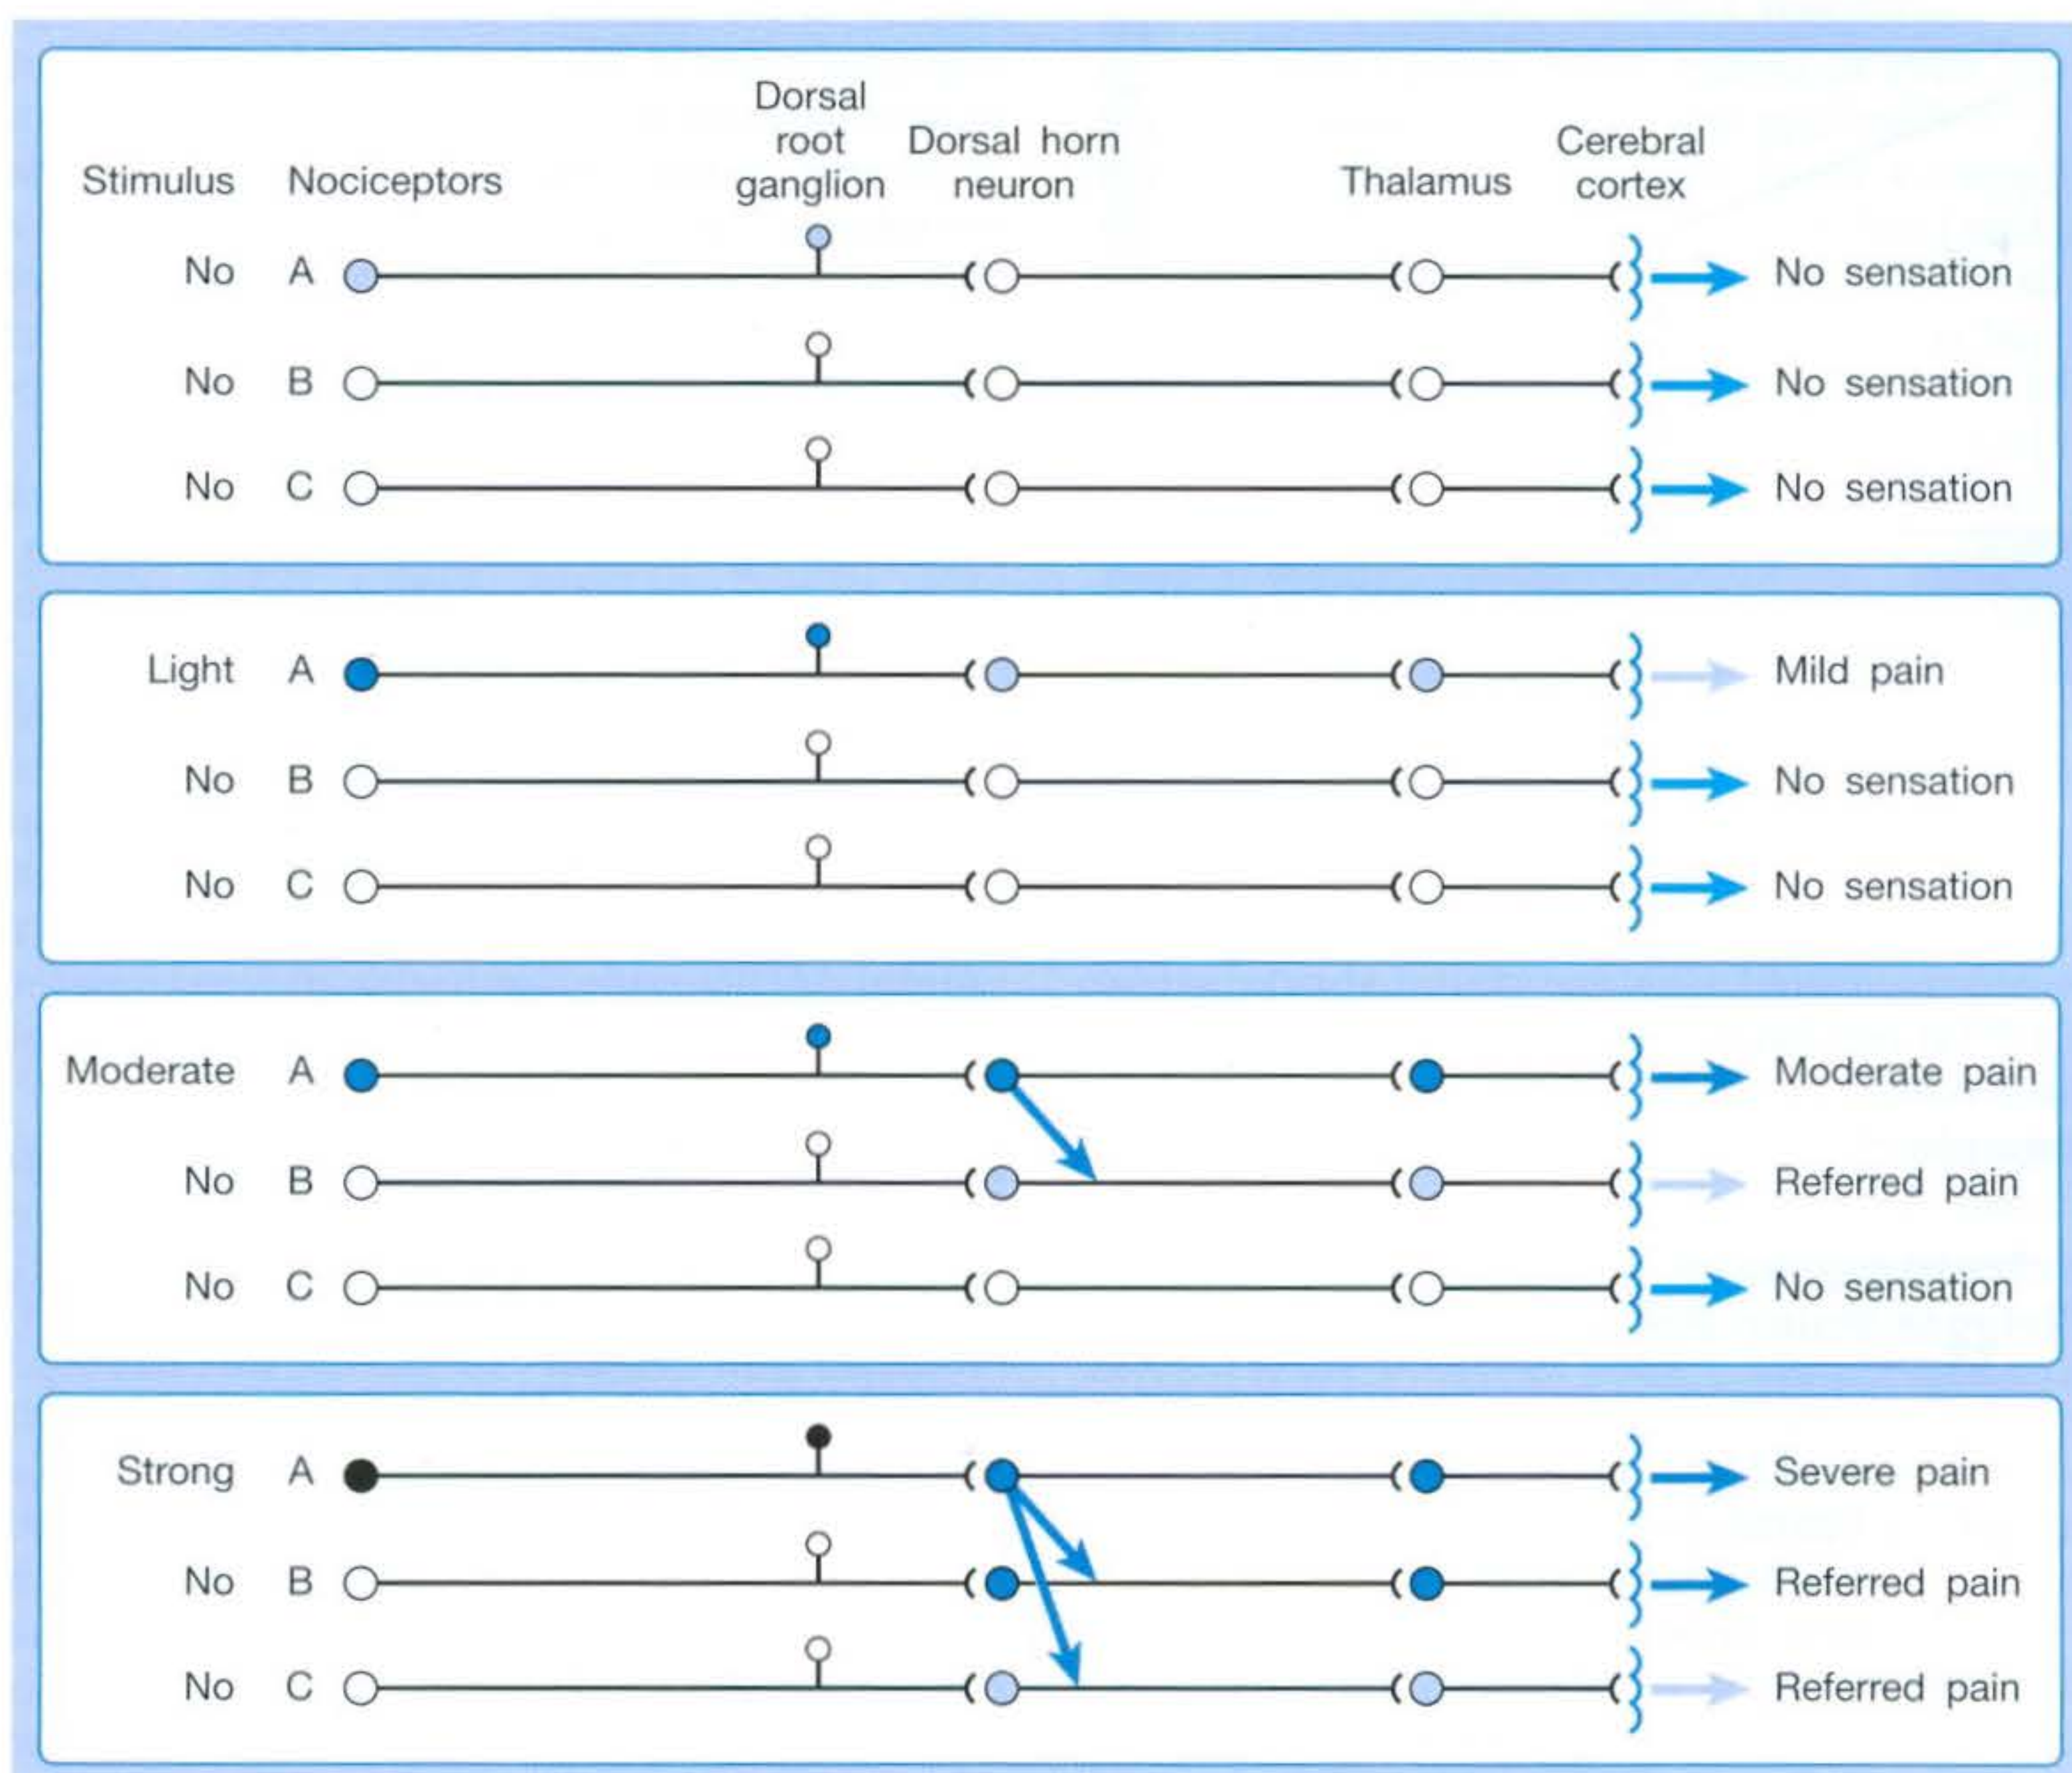 Dorsal
root
ganglion
Dorsal horn
neuron
Cerebral
cortex
Stimulus Nociceptors Thalamus
No A No sensation
No B No sensation
No C No sensation
Light A Mild pain
No B No sensation
No C No sensation
Moderate A Moderate pain
No B Referred pain
No C No sensation
Strong A Severe pain
No B Referred pain
No C Referred pain